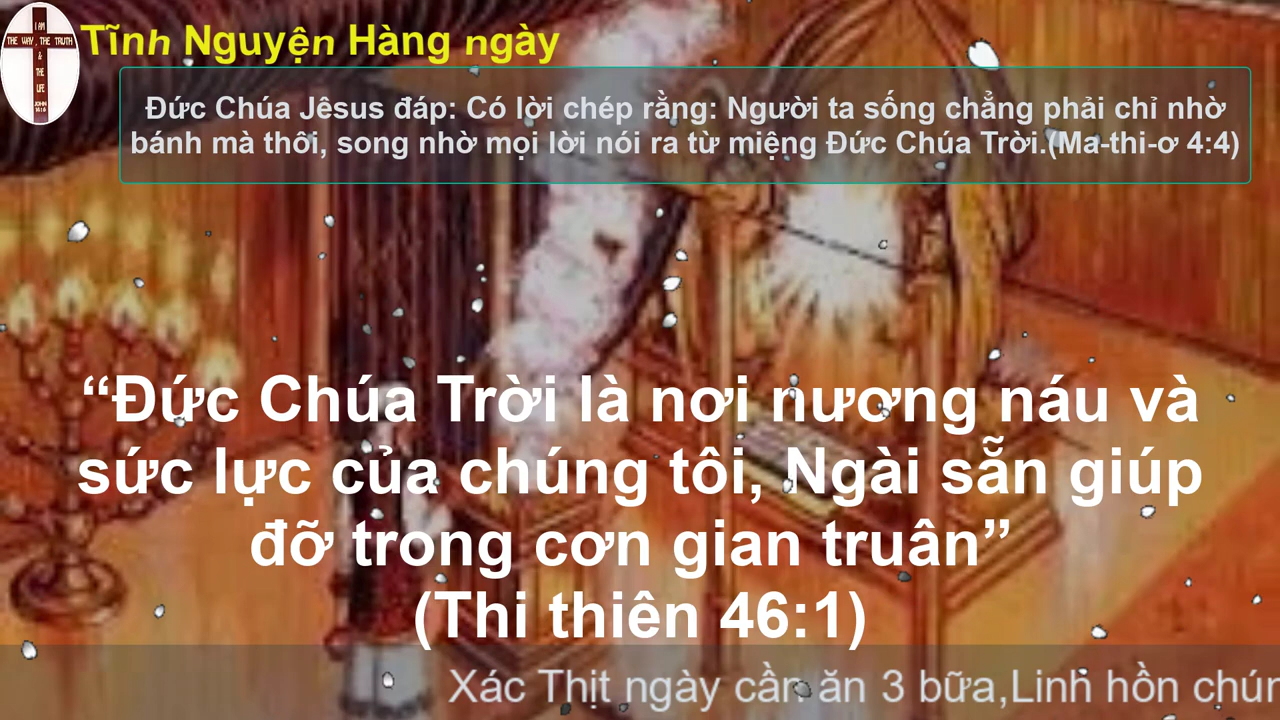 I AM
THE WAY, THE TRUTH
&
THE
LIFE
JOHN
Tĩnh Nguyện Hàng ngày
Đức Chúa Jêsus đáp: Có lời chép rằng: Người ta sống chẳng phải chỉ nhờ
bánh mà thôi, song nhờ mọi lời nói ra từ miệng Đức Chúa Trời.(Ma-thi-ơ 4:4)
“Đức Chúa Trời là nơi nương náu và
sức lực của chúng tôi, Ngài sẵn giúp
đỡ trong cơn gian truân”
(Thi thiên 46:1)
Xác Thịt ngày cần ăn 3 bữa,Linh hồn